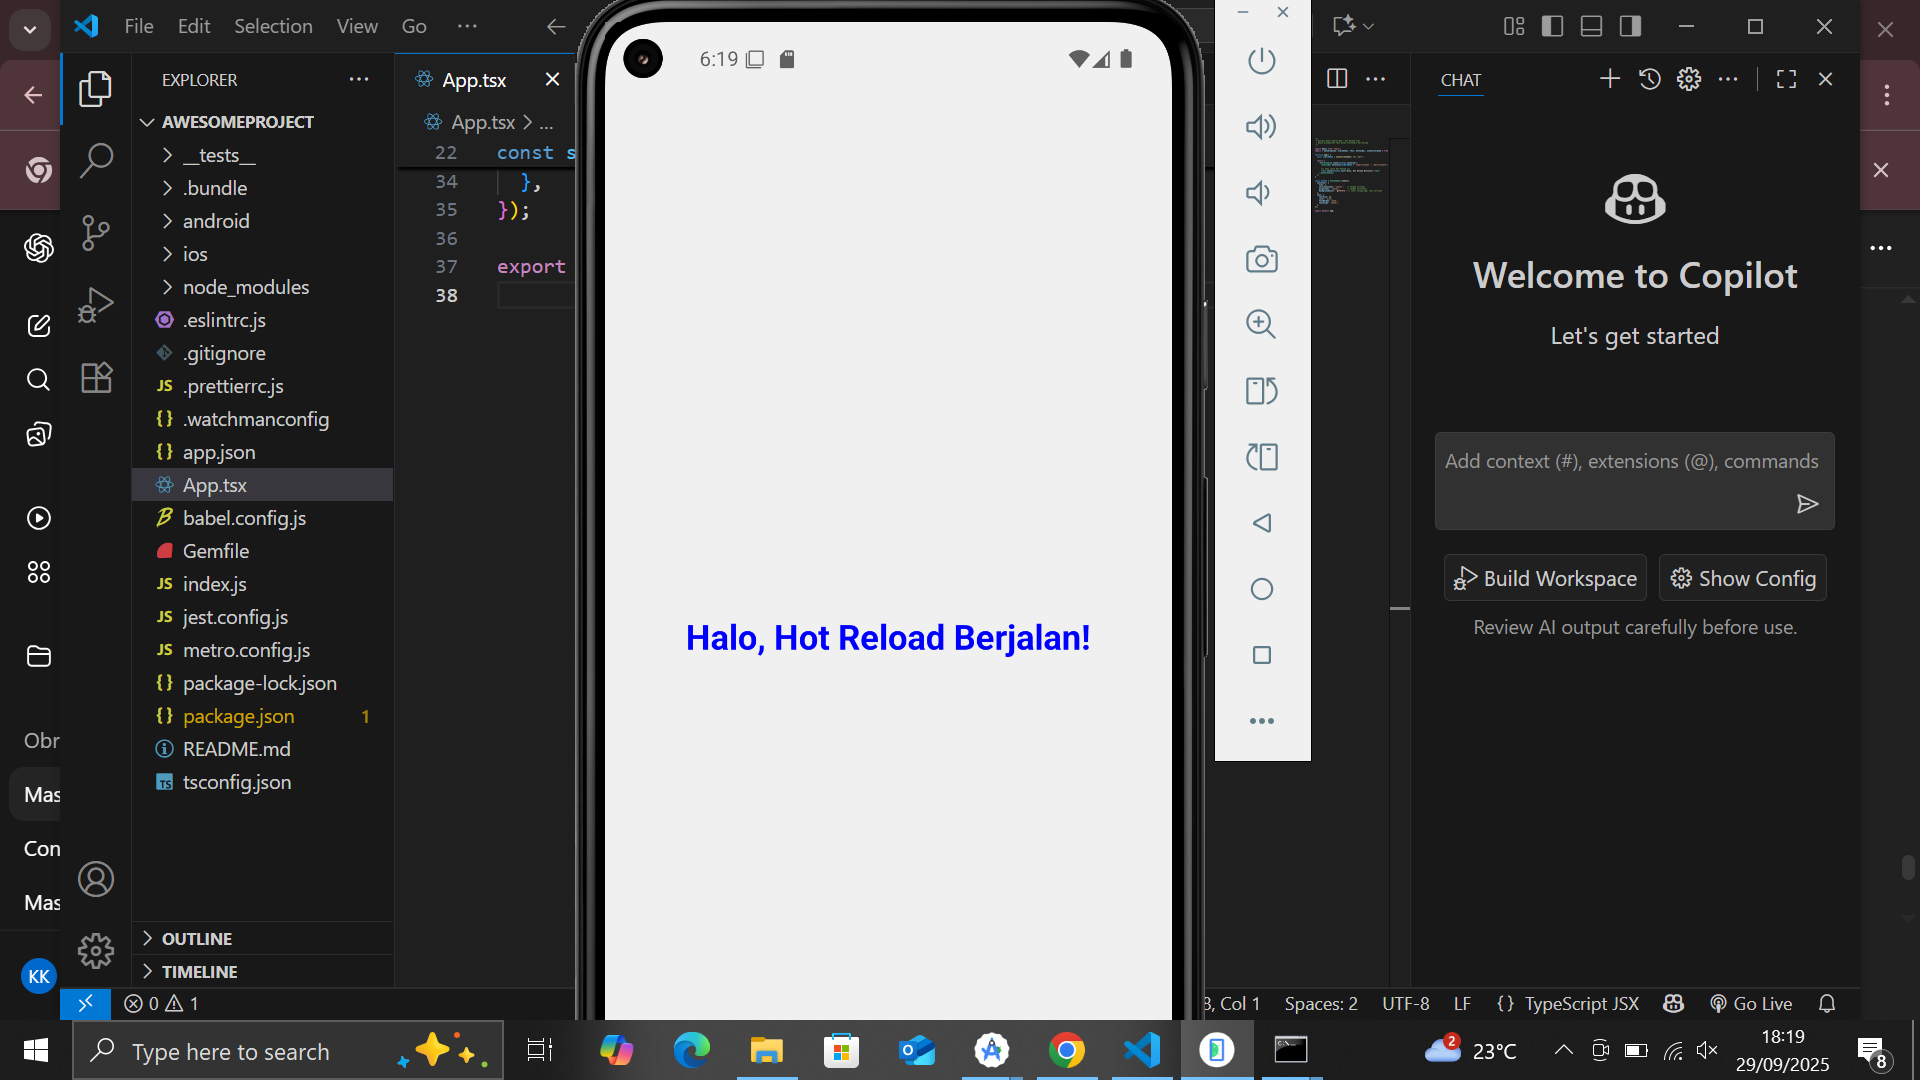 File Edit Selection View Go
EXPLORER
AWESOMEPROJECT
__tests__
.bundle
android
ios
node_modules
.eslintrc.js
.gitignore
.prettierrc.js
.watchmanconfig
app.json
App.tsx
babel.config.js
Gemfile
index.js
jest.config.js
metro.config.js
package-lock.json
package.json 1
README.md
tsconfig.json
OUTLINE
TIMELINE
Obr
Mas
Con
Mas
KK
App.tsx
App.tsx > ...
22 const s
34 },
35 });
36
37 export
38
6:19
Halo, Hot Reload Berjalan!
CHAT
Welcome to Copilot
Let's get started
Add context (#), extensions (@), commands
Build Workspace Show Config
Review AI output carefully before use.
0 1
, Col 1 Spaces: 2 UTF-8 LF {} TypeScript JSX Go Live
Type here to search
2
23°C
18:19
29/09/2025
8